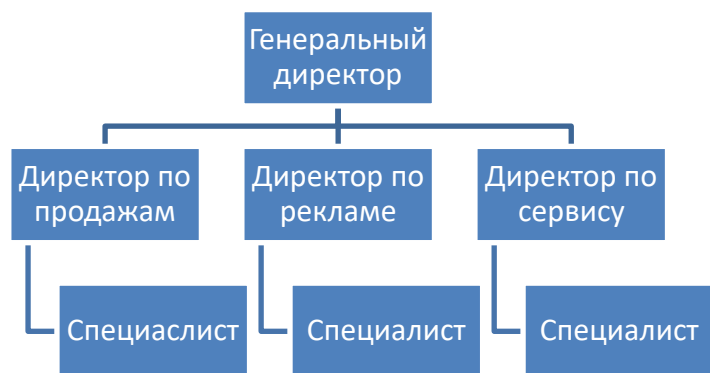 Генеральный
директор
Директор по
продажам
Директор по
рекламе
Директор по
сервису
Специаслист
Специалист
Специалист